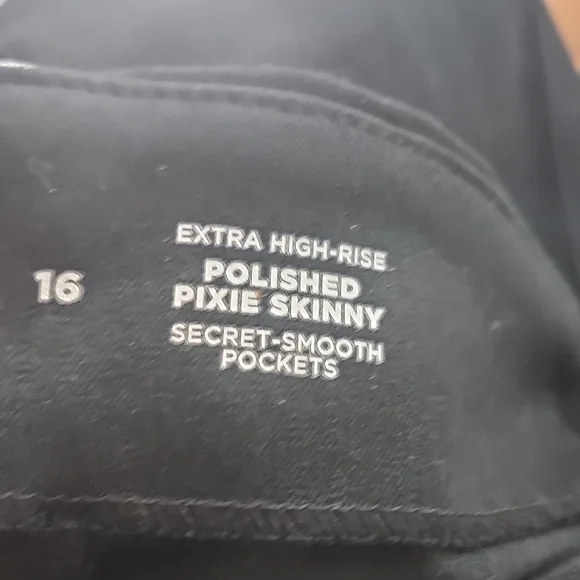 16
EXTRA HIGH-RISE
POLISHED
PIXIE SKINNY
SECRET-SMOOTH
POCKETS